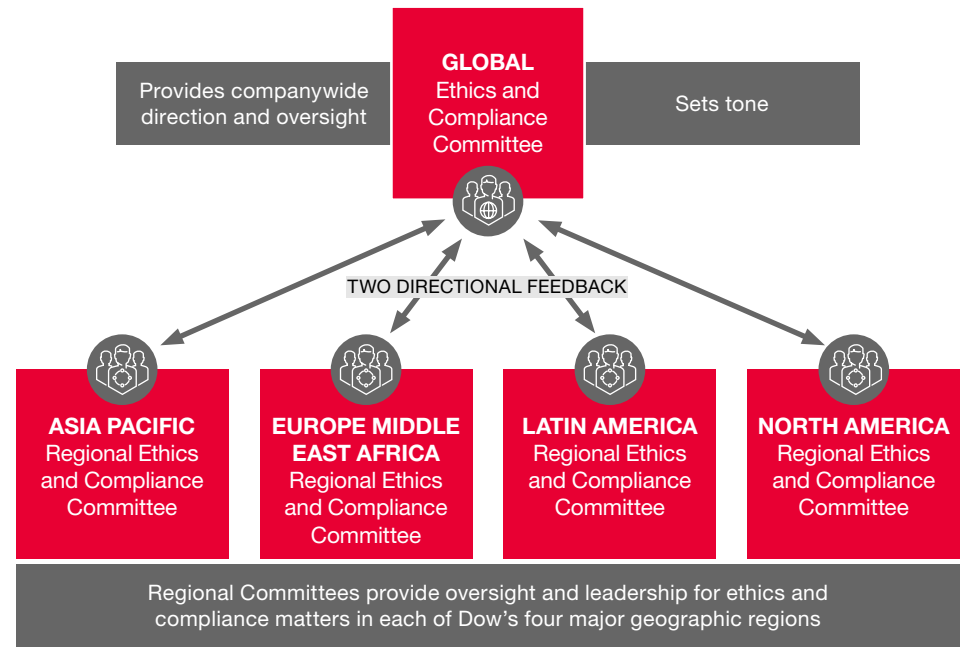 GLOBAL
Ethics and
Compliance
Committee
Provides companywide
direction and oversight
Sets tone
TWO DIRECTIONAL FEEDBACK
ASIA PACIFIC
Regional Ethics
and Compliance
Committee
EUROPE MIDDLE
EAST AFRICA
Regional Ethics
and Compliance
Committee
LATIN AMERICA
Regional Ethics
and Compliance
Committee
NORTH AMERICA
Regional Ethics
and Compliance
Committee
Regional Committees provide oversight and leadership for ethics and
compliance matters in each of Dow’s four major geographic regions